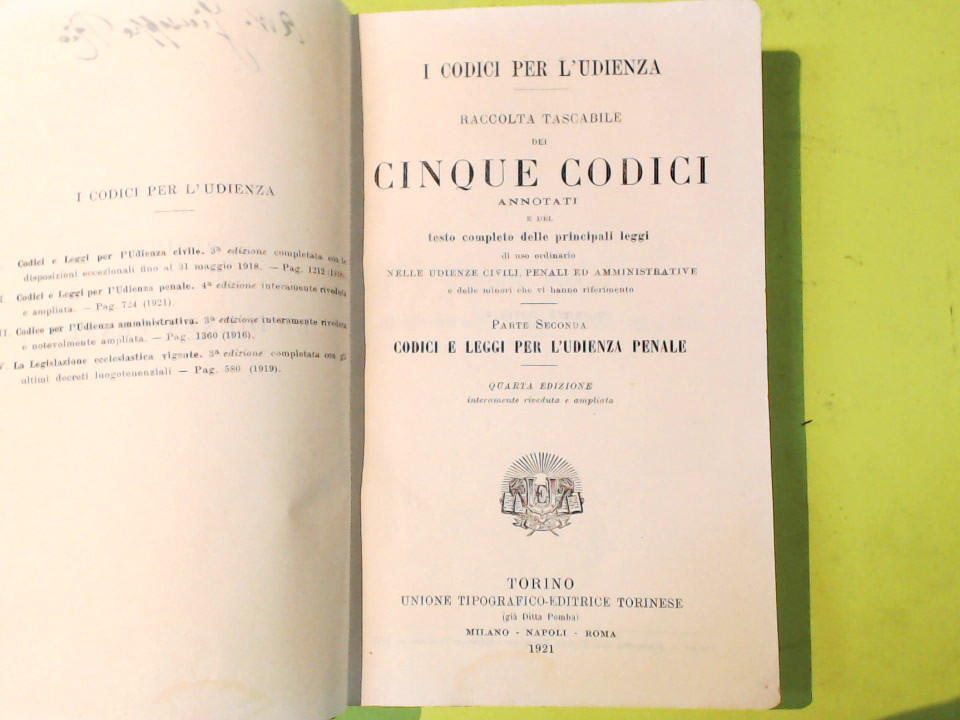 Avv. Giuseppe
I CODICI PER L'UDIENZA
Codici e Leggi per l'Udienza civile. 3ª edizione completata con le
disposizioni eccezionali fino al 31 maggio 1918. — Pag. 1212 (1918).
Codici e Leggi per l'Udienza penale. 4ª edizione interamente riveduta
e ampliata. — Pag. 724 (1921).
II. Codice per l'Udienza amministrativa. 3ª edizione interamente riveduta
e notevolmente ampliata. — Pag. 1360 (1916).
V. La Legislazione ecclesiastica vigente. 3ª edizione completata con gli
ultimi decreti luogotenenziali — Pag. 580 (1919).
I CODICI PER L'UDIENZA
RACCOLTA TASCABILE
DEI
CINQUE CODICI
ANNOTATI
E DEL
testo completo delle principali leggi
di uso ordinario
NELLE UDIENZE CIVILI, PENALI ED AMMINISTRATIVE
e delle minori che vi hanno riferimento
PARTE SECONDA
CODICI E LEGGI PER L'UDIENZA PENALE
QUARTA EDIZIONE
interamente riveduta e ampliata
TORINO
UNIONE TIPOGRAFICO-EDITRICE TORINESE
(già Ditta Pomba)
MILANO - NAPOLI - ROMA
1921